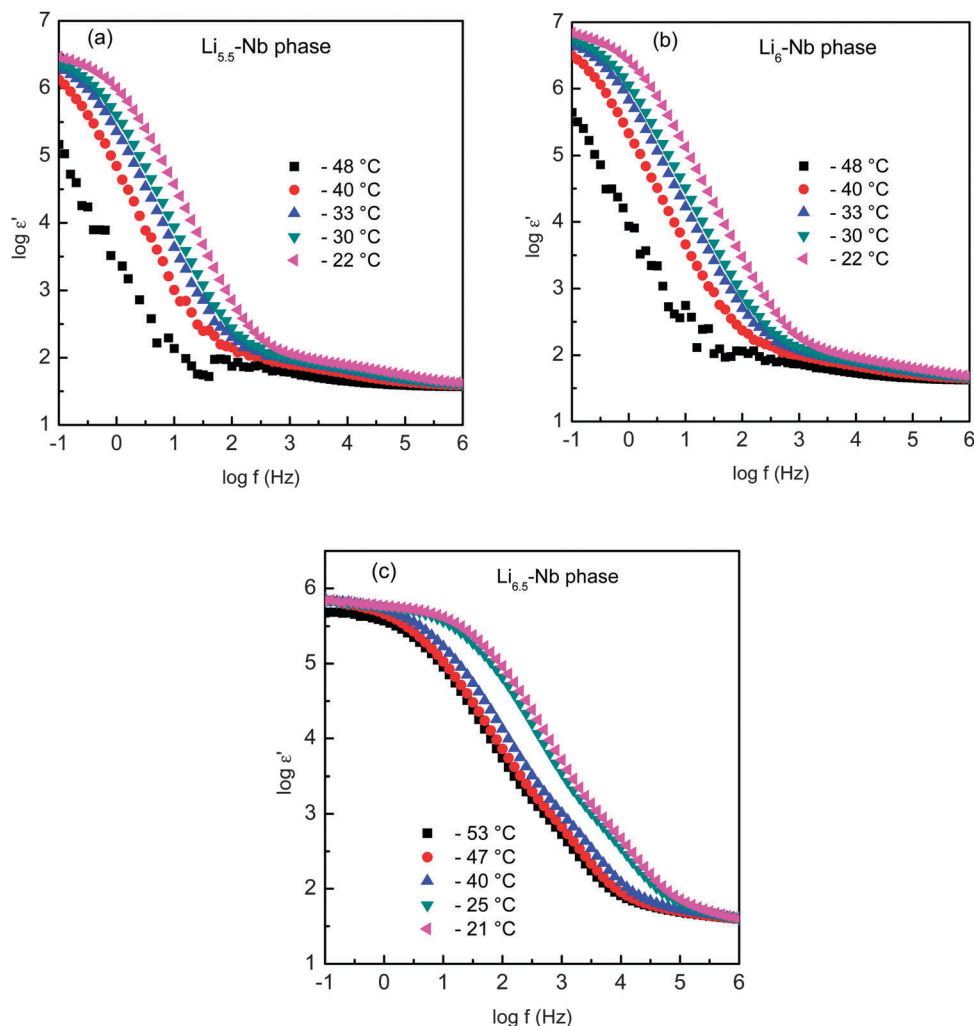 (a)
Li5.5-Nb phase
7
6
5
4
3
2
1
log ε'
- 48 °C
- 40 °C
- 33 °C
- 30 °C
- 22 °C
-1 0 1 2 3 4 5 6
log f (Hz)
(b)
Li6-Nb phase
7
6
5
4
3
2
1
log ε'
- 48 °C
- 40 °C
- 33 °C
- 30 °C
- 22 °C
-1 0 1 2 3 4 5 6
log f (Hz)
(c)
Li6.5-Nb phase
6
5
4
3
2
1
log ε'
- 53 °C
- 47 °C
- 40 °C
- 25 °C
- 21 °C
-1 0 1 2 3 4 5 6
log f (Hz)